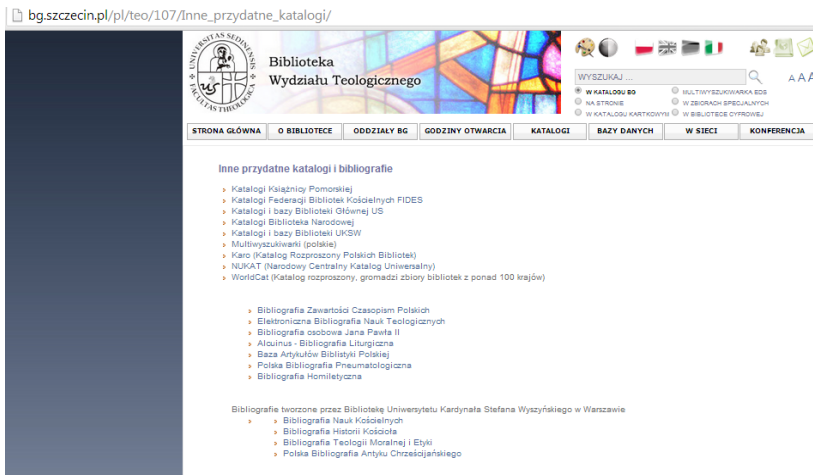 bg.szczecin.pl/pl/teo/107/Inne_przydatne_katalogi/
UNIVERSITAS SEDINENSIS
FACULTAS THEOLOGICA
Biblioteka
Wydziału Teologicznego
WYSZUKAJ ...
A A A
W KATALOGU BG
MULTIWYSZUKIWARKA EDS
NA STRONIE
W ZBIORACH SPECJALNYCH
W KATALOGU KARTKOWYM
W BIBLIOTECE CYFROWEJ
STRONA GŁÓWNA O BIBLIOTECE ODDZIAŁY BG GODZINY OTWARCIA KATALOGI BAZY DANYCH W SIECI KONFERENCJA
Inne przydatne katalogi i bibliografie
Katalogi Książnicy Pomorskiej
Katalogi Federacji Bibliotek Kościelnych FIDES
Katalogi i bazy Biblioteki Głównej US
Katalogi Biblioteka Narodowej
Katalogi i bazy Biblioteki UKSW
Multiwyszukiwarki (polskie)
Karo (Katalog Rozproszony Polskich Bibliotek)
NUKAT (Narodowy Centralny Katalog Uniwersalny)
WorldCat (Katalog rozproszony, gromadzi zbiory bibliotek z ponad 100 krajów)
Bibliografia Zawartości Czasopism Polskich
Elektroniczna Bibliografia Nauk Teologicznych
Bibliografia osobowa Jana Pawła II
Alcuinus - Bibliografia Liturgiczna
Baza Artykułów Biblistyki Polskiej
Polska Bibliografia Pneumatologiczna
Bibliografia Homiletyczna
Bibliografie tworzone przez Bibliotekę Uniwersytetu Kardynała Stefana Wyszyńskiego w Warszawie
Bibliografia Nauk Kościelnych
Bibliografia Historii Kościoła
Bibliografia Teologii Moralnej i Etyki
Polska Bibliografia Antyku Chrześcijańskiego